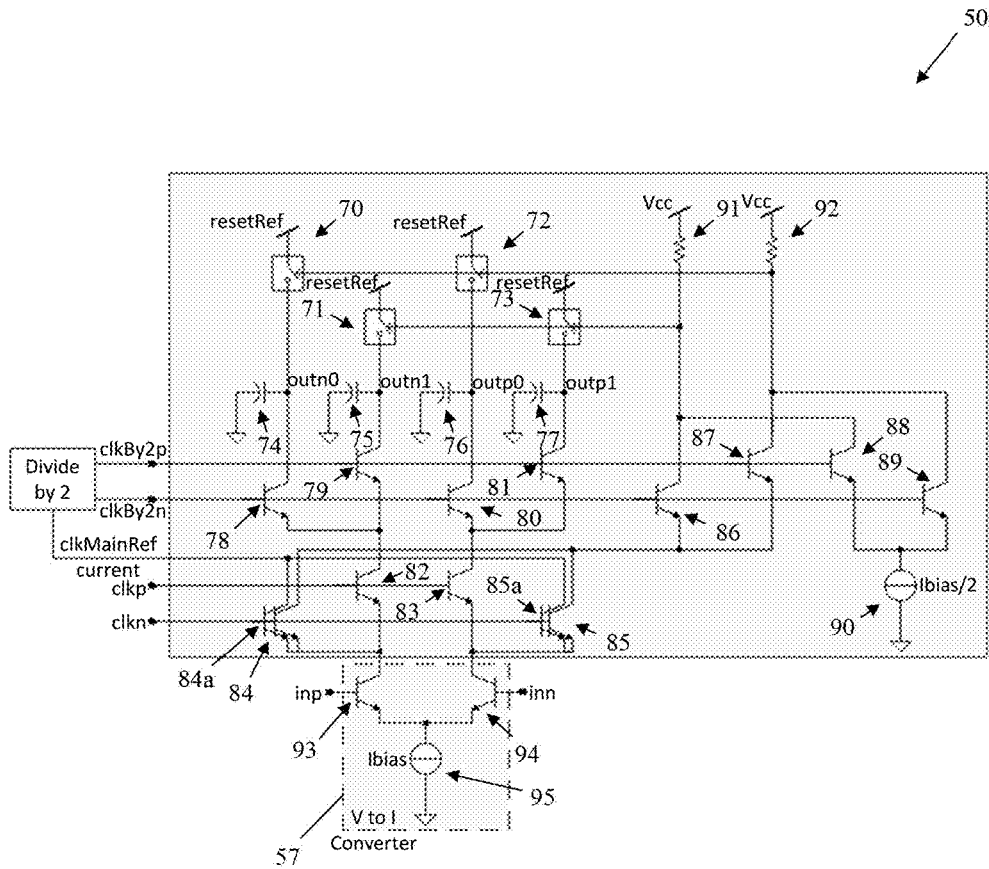 50
resetRef
70
resetRef
72
Vcc
91
Vcc
92
resetRef
71
resetRef
73
outn0
outn1
outp0
outp1
74
75
76
77
clkBy2p
Divide
by 2
clkBy2n
87
88
89
79
81
78
80
86
clkMainRef
current
clkp
82
83
85a
85
clkn
84a
84
Ibias/2
90
inp
inn
93
94
Ibias
95
V to I
Converter
57